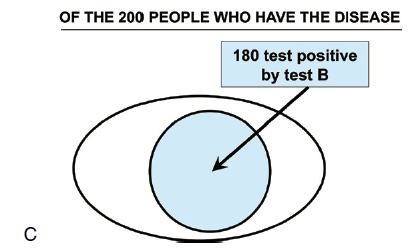 OF THE 200 PEOPLE WHO HAVE THE DISEASE
180 test positive
by test B
C